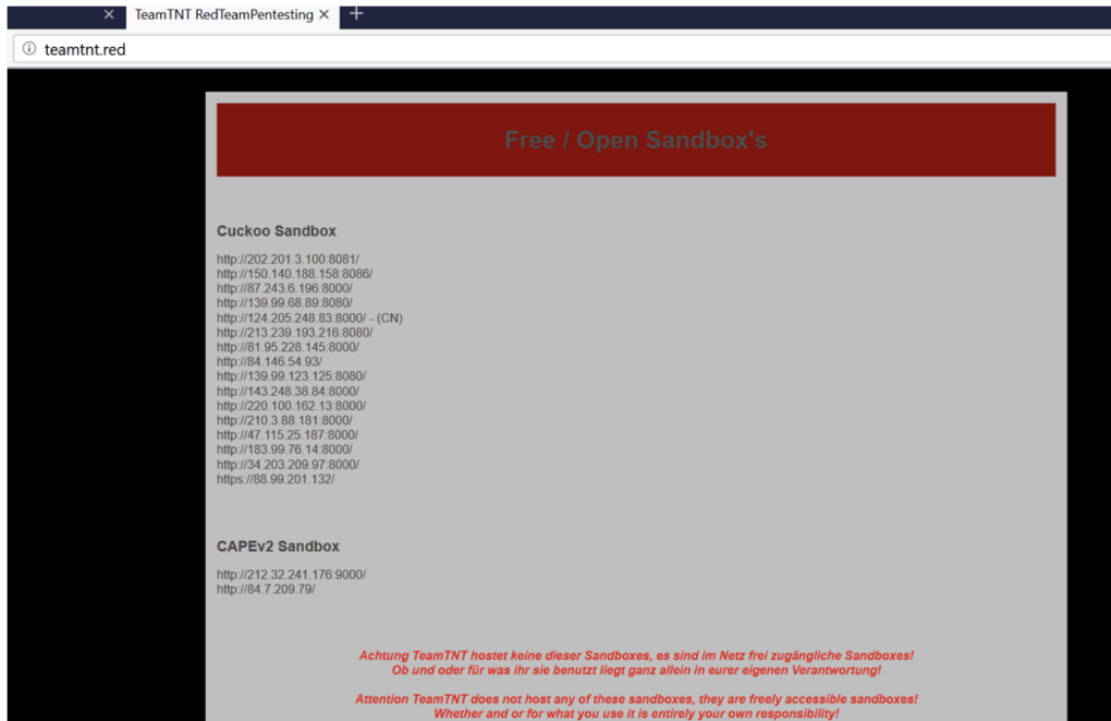 TeamTNT RedTeamPentesting
teamtnt.red
Free / Open Sandbox's
Cuckoo Sandbox
http://202.201.3.100:8081/
http://150.140.188.158:8086/
http://87.243.6.196:8000/
http://139.99.68.89:8080/
http://124.205.248.83:8000/ - (CN)
http://213.239.193.216:8080/
http://81.95.228.145:8000/
http://84.146.54.93/
http://139.99.123.125:8080/
http://143.248.38.84:8000/
http://220.100.162.13:8000/
http://210.3.88.181:8000/
http://47.115.25.187:8000/
http://183.99.76.14:8000/
http://34.203.209.97:8000/
https://88.99.201.132/
CAPEv2 Sandbox
http://212.32.241.176:9000/
http://84.7.209.79/
Achtung TeamTNT hostet keine dieser Sandboxes, es sind im Netz frei zugängliche Sandboxes!
Ob und oder für was ihr sie benutzt liegt ganz allein in eurer eigenen Verantwortung!
Attention TeamTNT does not host any of these sandboxes, they are freely accessible sandboxes!
Whether and or for what you use it is entirely your own responsibility!